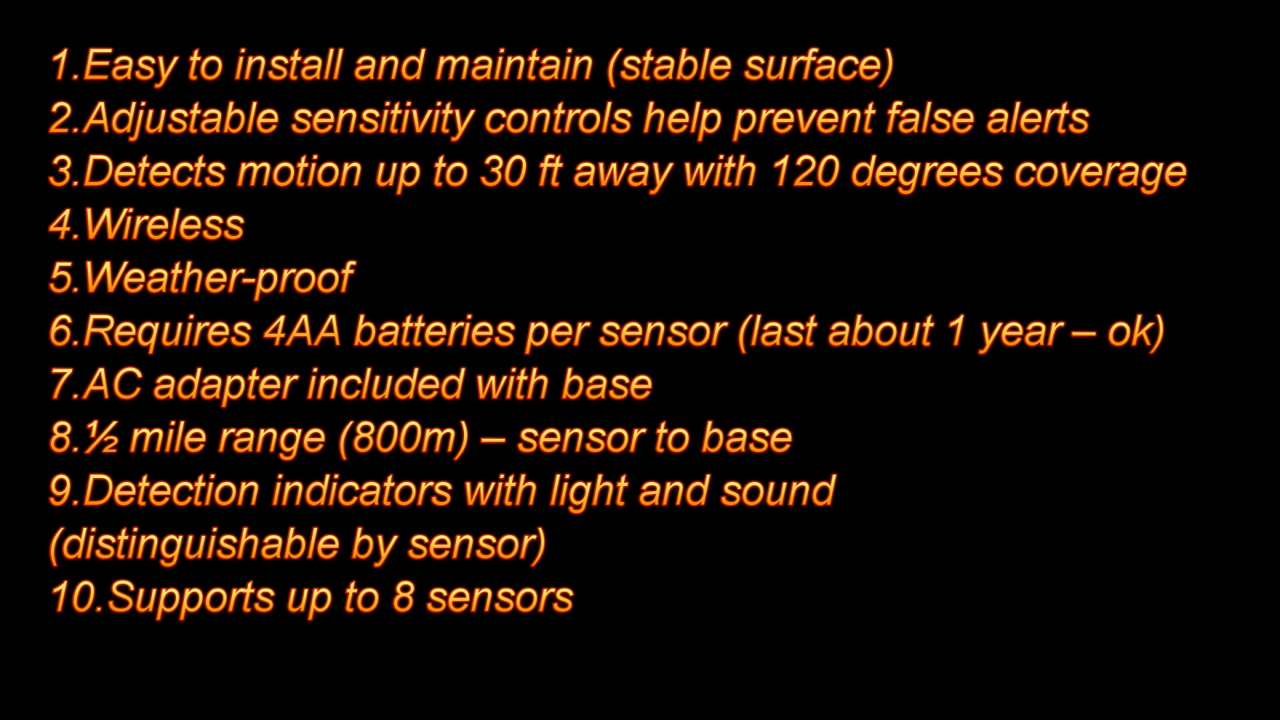 1.Easy to install and maintain (stable surface)
2.Adjustable sensitivity controls help prevent false alerts
3.Detects motion up to 30 ft away with 120 degrees coverage
4.Wireless
5.Weather-proof
6.Requires 4AA batteries per sensor (last about 1 year – ok)
7.AC adapter included with base
8.½ mile range (800m) – sensor to base
9.Detection indicators with light and sound
(distinguishable by sensor)
10.Supports up to 8 sensors